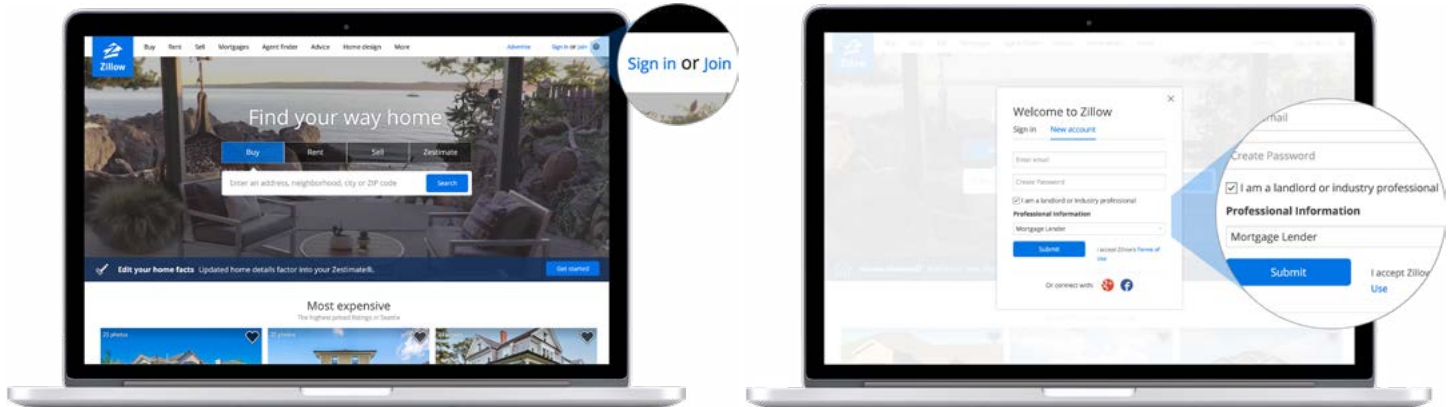 Buy Rent Sell Mortgages Agent finder Advice Home design More Advertise Sign in or Join
Zillow
Sign in or Join
Find your way home
Buy Rent Sell Zestimate
Enter an address, neighborhood, city or ZIP code Search
Edit your home facts Updated home details factor into your Zestimate®. Get started
Most expensive
The highest priced listings in Seattle
Welcome to Zillow
Sign in New account
Enter email
Create Password
I am a landlord or industry professional
Professional Information
Mortgage Lender
Submit I accept Zillow's Terms of
Use
Or connect with:
mail
Create Password
I am a landlord or industry professional
Professional Information
Mortgage Lender
Submit I accept Zillow
Use